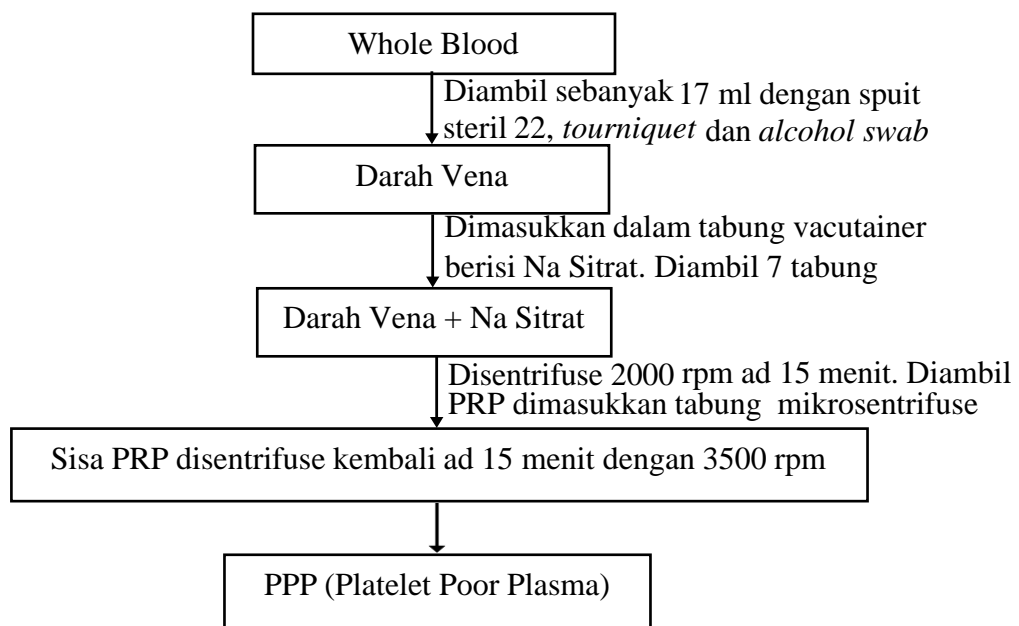 Whole Blood
Diambil sebanyak 17 ml dengan spuit
steril 22, tourniquet dan alcohol swab
Darah Vena
Dimasukkan dalam tabung vacutainer
berisi Na Sitrat. Diambil 7 tabung
Darah Vena + Na Sitrat
Disentrifuse 2000 rpm ad 15 menit. Diambil
PRP dimasukkan tabung mikrosentrifuse
Sisa PRP disentrifuse kembali ad 15 menit dengan 3500 rpm
PPP (Platelet Poor Plasma)